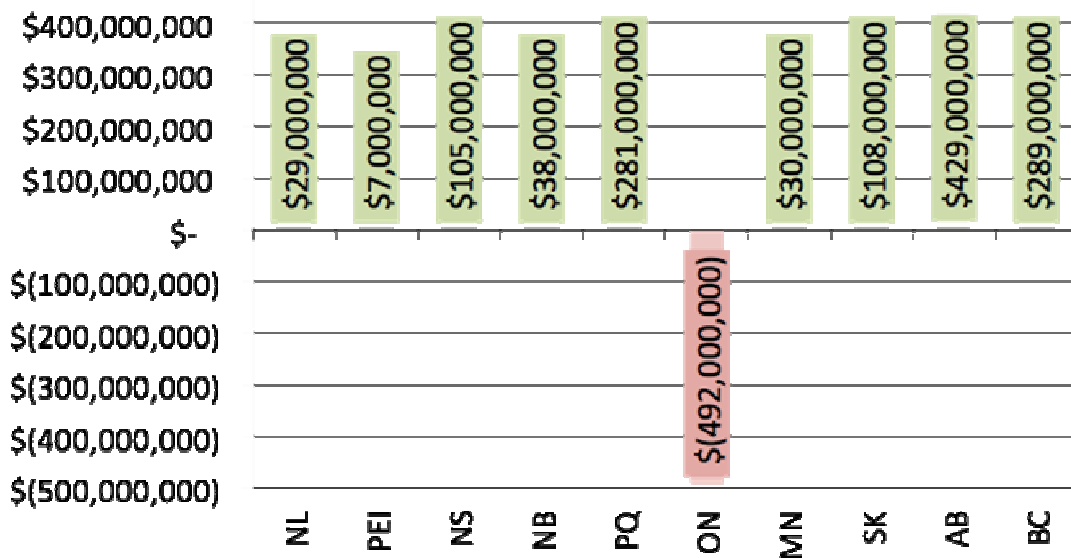 $400,000,000
$300,000,000
$200,000,000
$100,000,000
$-
$(100,000,000)
$(200,000,000)
$(300,000,000)
$(400,000,000)
$(500,000,000)
$29,000,000
$7,000,000
$105,000,000
$38,000,000
$281,000,000
$(492,000,000)
$30,000,000
$108,000,000
$429,000,000
$289,000,000
NL
PEI
NS
NB
PQ
ON
MN
SK
AB
BC